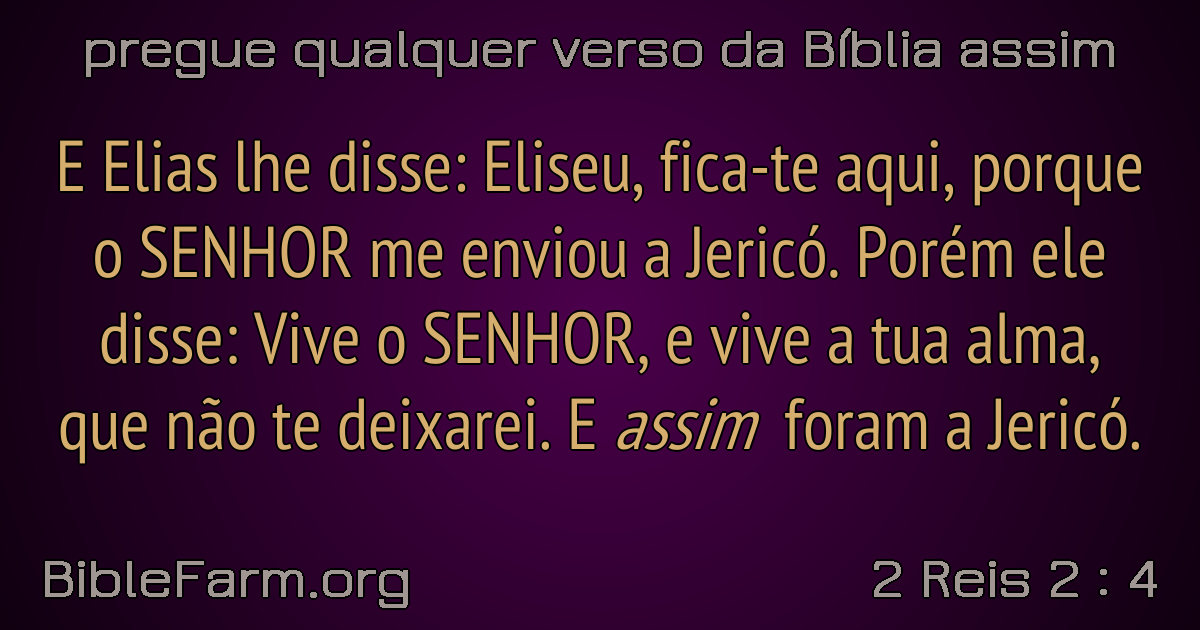 pregue qualquer verso da Bíblia assim
E Elias lhe disse: Eliseu, fica-te aqui, porque
o SENHOR me enviou a Jericó. Porém ele
disse: Vive o SENHOR, e vive a tua alma,
que não te deixarei. E assim foram a Jericó.
BibleFarm.org
2 Reis 2 : 4